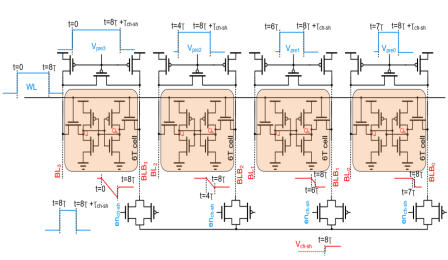 t=0 t=8τ +τch-sh
Vpre3
t=4τ t=8τ +τch-sh
Vpre2
t=6τ t=8τ +τch-sh
Vpre1
t=7τ t=8τ +τch-sh
Vpre0
t=0 t=8τ
WL
6T cell
6T cell
6T cell
6T cell
BL3
BLB3
BL2
BLB2
BL1
BLB1
BL0
BLB0
t=0 t=8τ
t=4τ t=8τ
t=6τ t=8τ
t=7τ t=8τ
t=8τ t=8τ +τch-sh
ench-sh
ench-sh
ench-sh
ench-sh
Vch-sh t=8τ